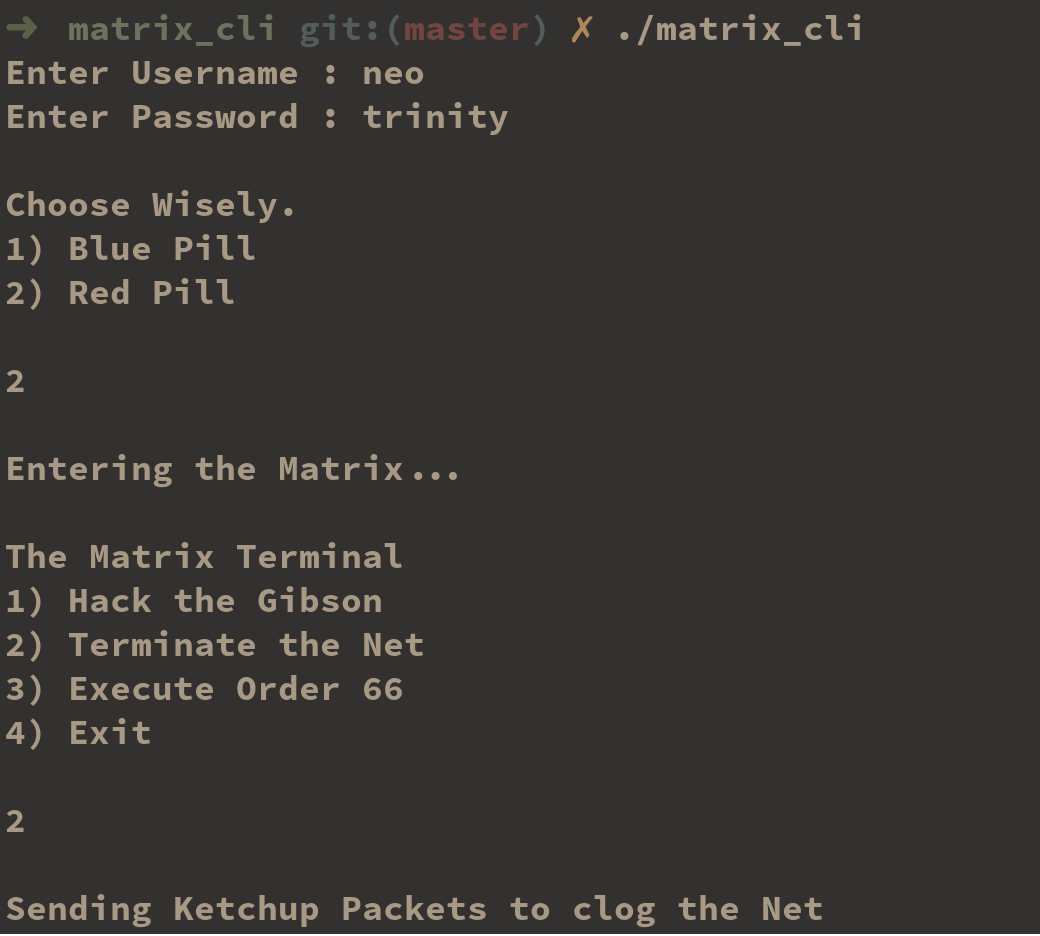 ➜ matrix_cli git:(master) ✗ ./matrix_cli
Enter Username : neo
Enter Password : trinity
Choose Wisely.
1) Blue Pill
2) Red Pill
2
Entering the Matrix...
The Matrix Terminal
1) Hack the Gibson
2) Terminate the Net
3) Execute Order 66
4) Exit
2
Sending Ketchup Packets to clog the Net